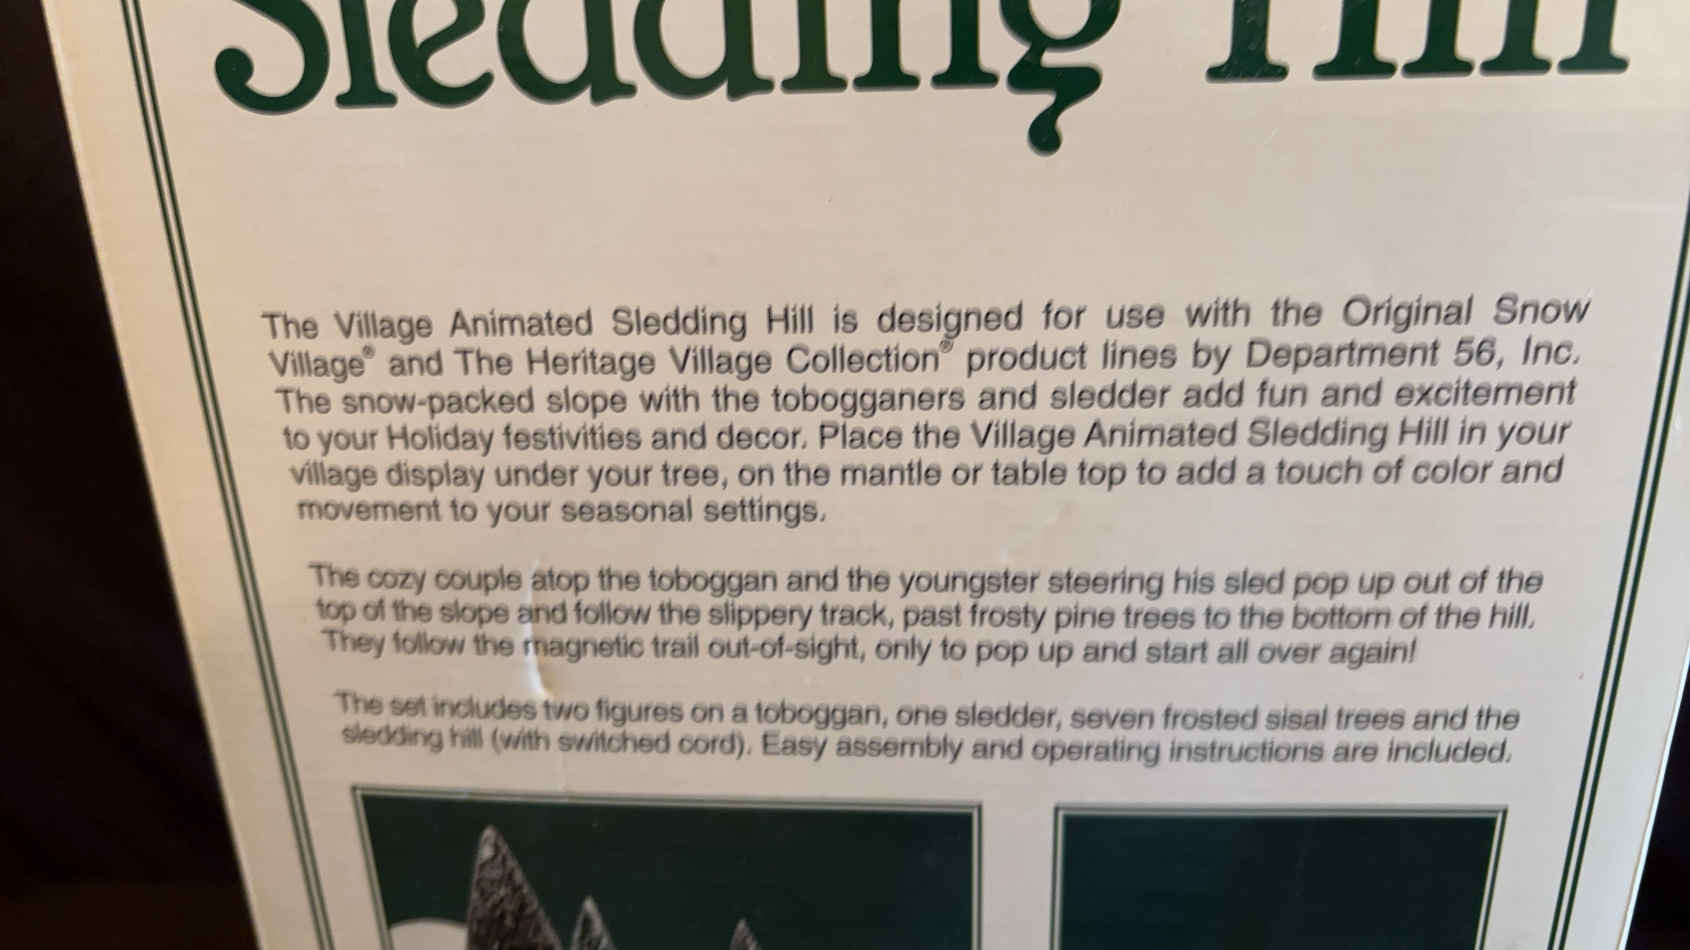 Sledding Hill
The Village Animated Sledding Hill is designed for use with the Original Snow
Village® and The Heritage Village Collection® product lines by Department 56, Inc.
The snow-packed slope with the tobogganers and sledder add fun and excitement
to your Holiday festivities and decor. Place the Village Animated Sledding Hill in your
village display under your tree, on the mantle or table top to add a touch of color and
movement to your seasonal settings.
The cozy couple atop the toboggan and the youngster steering his sled pop up out of the
top of the slope and follow the slippery track, past frosty pine trees to the bottom of the hill.
They follow the magnetic trail out-of-sight, only to pop up and start all over again!
The set includes two figures on a toboggan, one sledder, seven frosted sisal trees and the
sledding hill (with switched cord). Easy assembly and operating instructions are included.